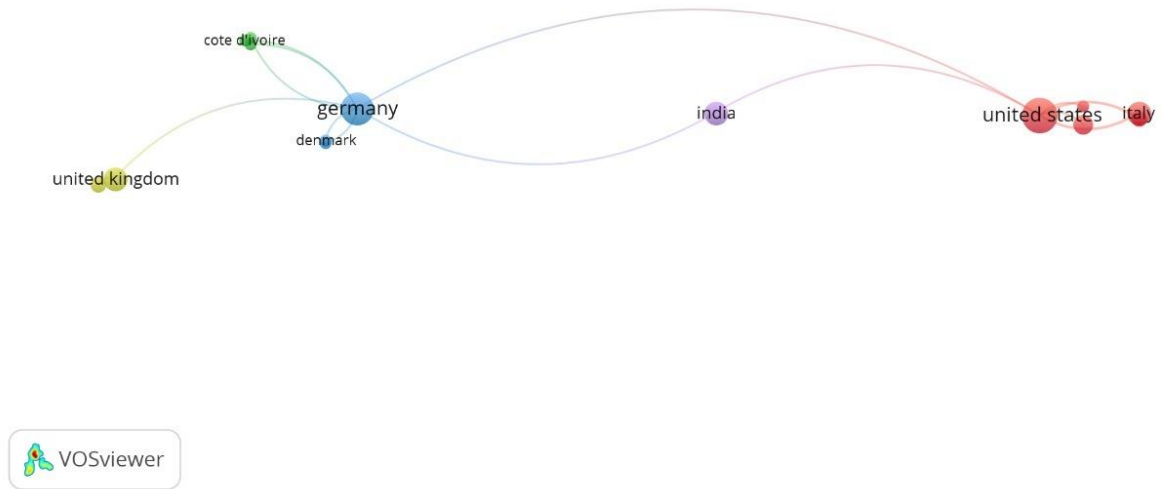 cote d'ivoire
germany
india
united states
italy
denmark
united kingdom
VOSviewer